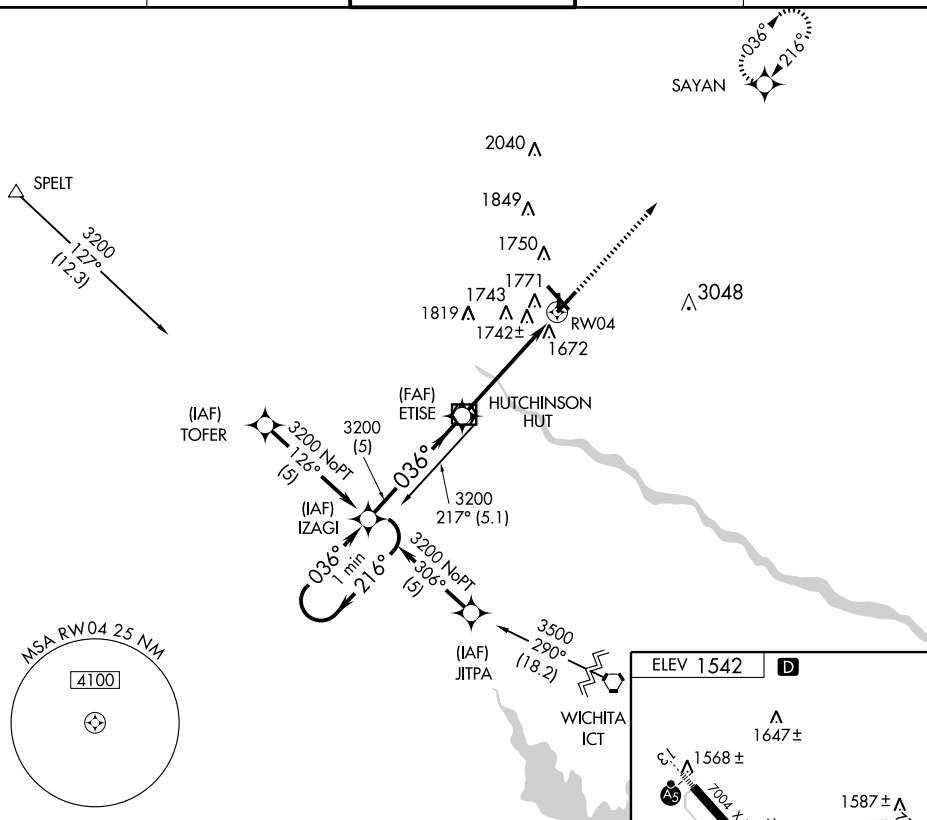 036°
216°
SAYAN
2040
SPELT
1849
3200
127°
(12.3)
1750
1771
3048
1743
1819
RW04
1742±
1672
(FAF)
ETISE
HUTCHINSON
HUT
(IAF)
TOFER
3200
(5)
3200 NoPT
126°
(5)
036°
3200
217° (5.1)
(IAF)
IZAGI
3200 NoPT
306°
(5)
036°
1 min
216°
3500
290°
(18.2)
(IAF)
JITPA
MSA RW04 25 NM
4100
WICHITA
ICT
ELEV 1542
D
1647±
13
1568±
A5
7004 X
1587±